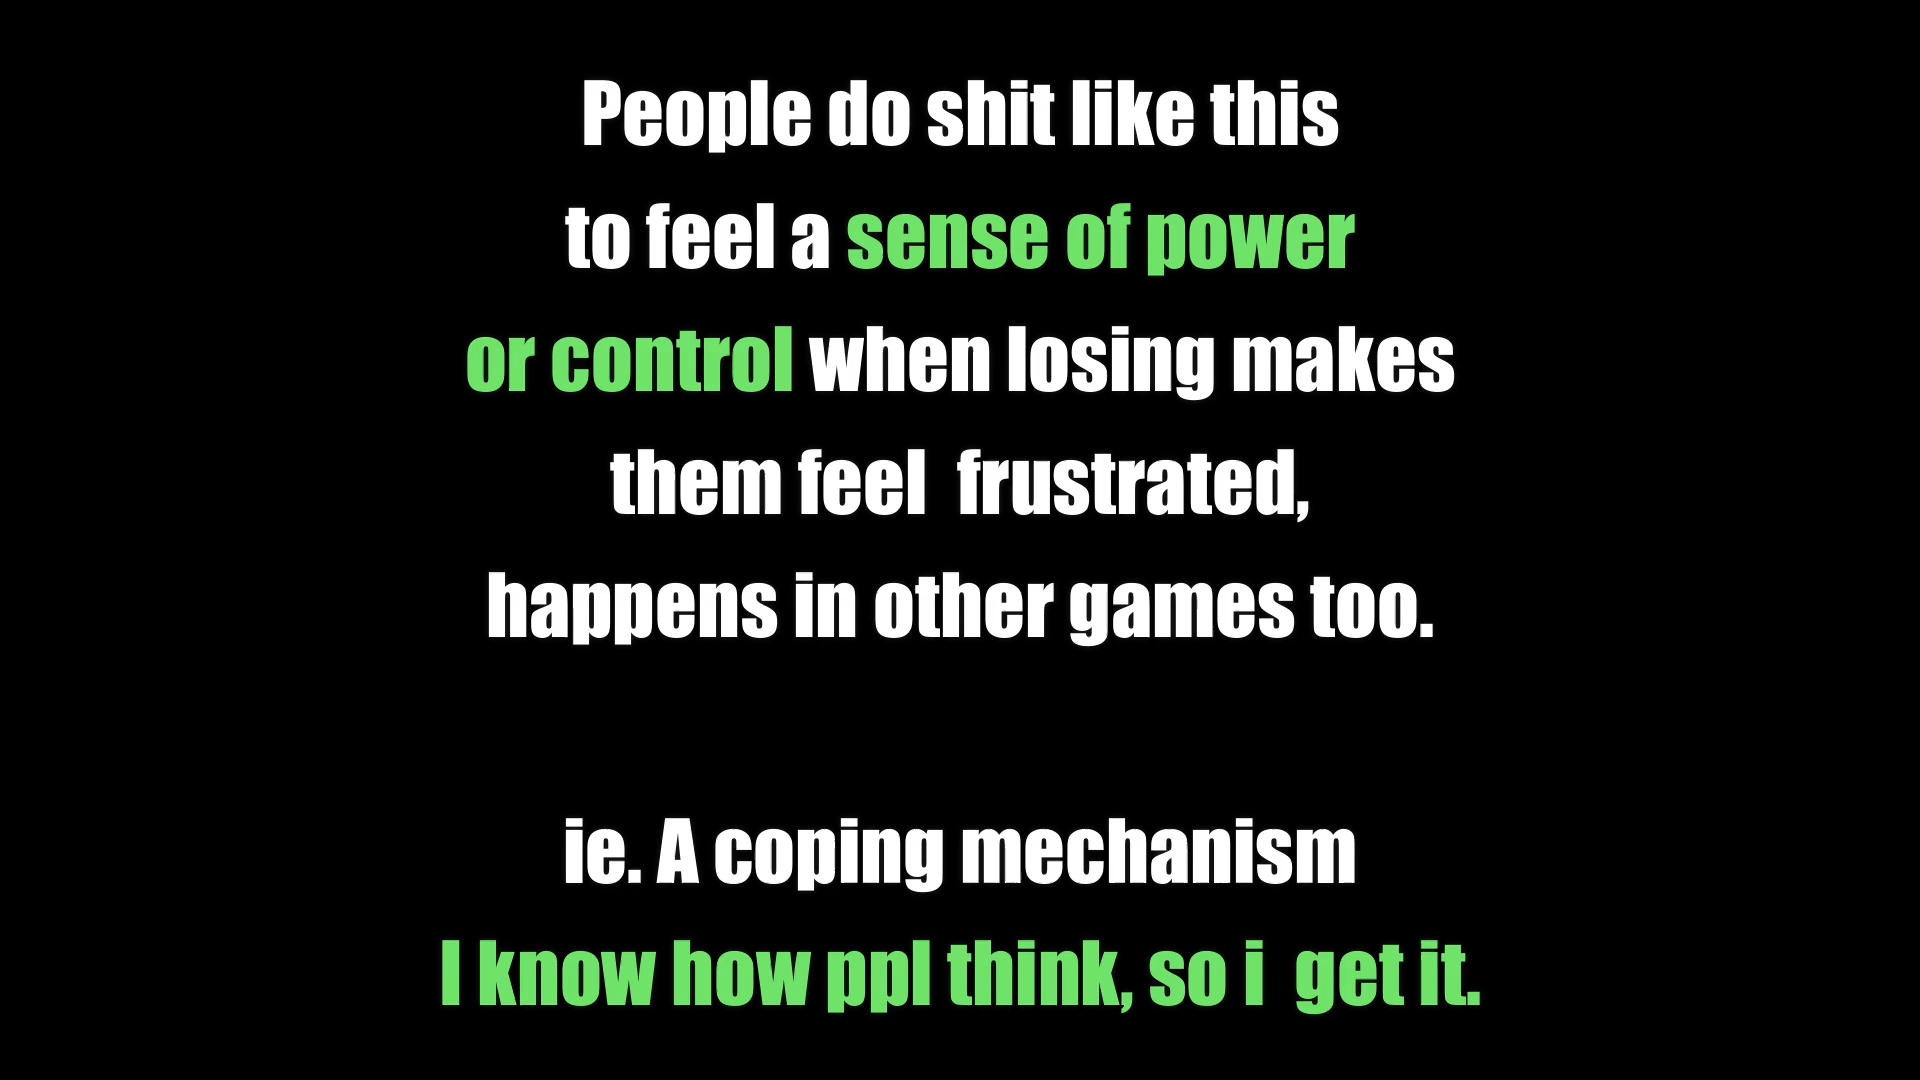 People do shit like this
to feel a sense of power
or control when losing makes
them feel  frustrated,
happens in other games too.
ie. A coping mechanism
I know how ppl think, so i  get it.